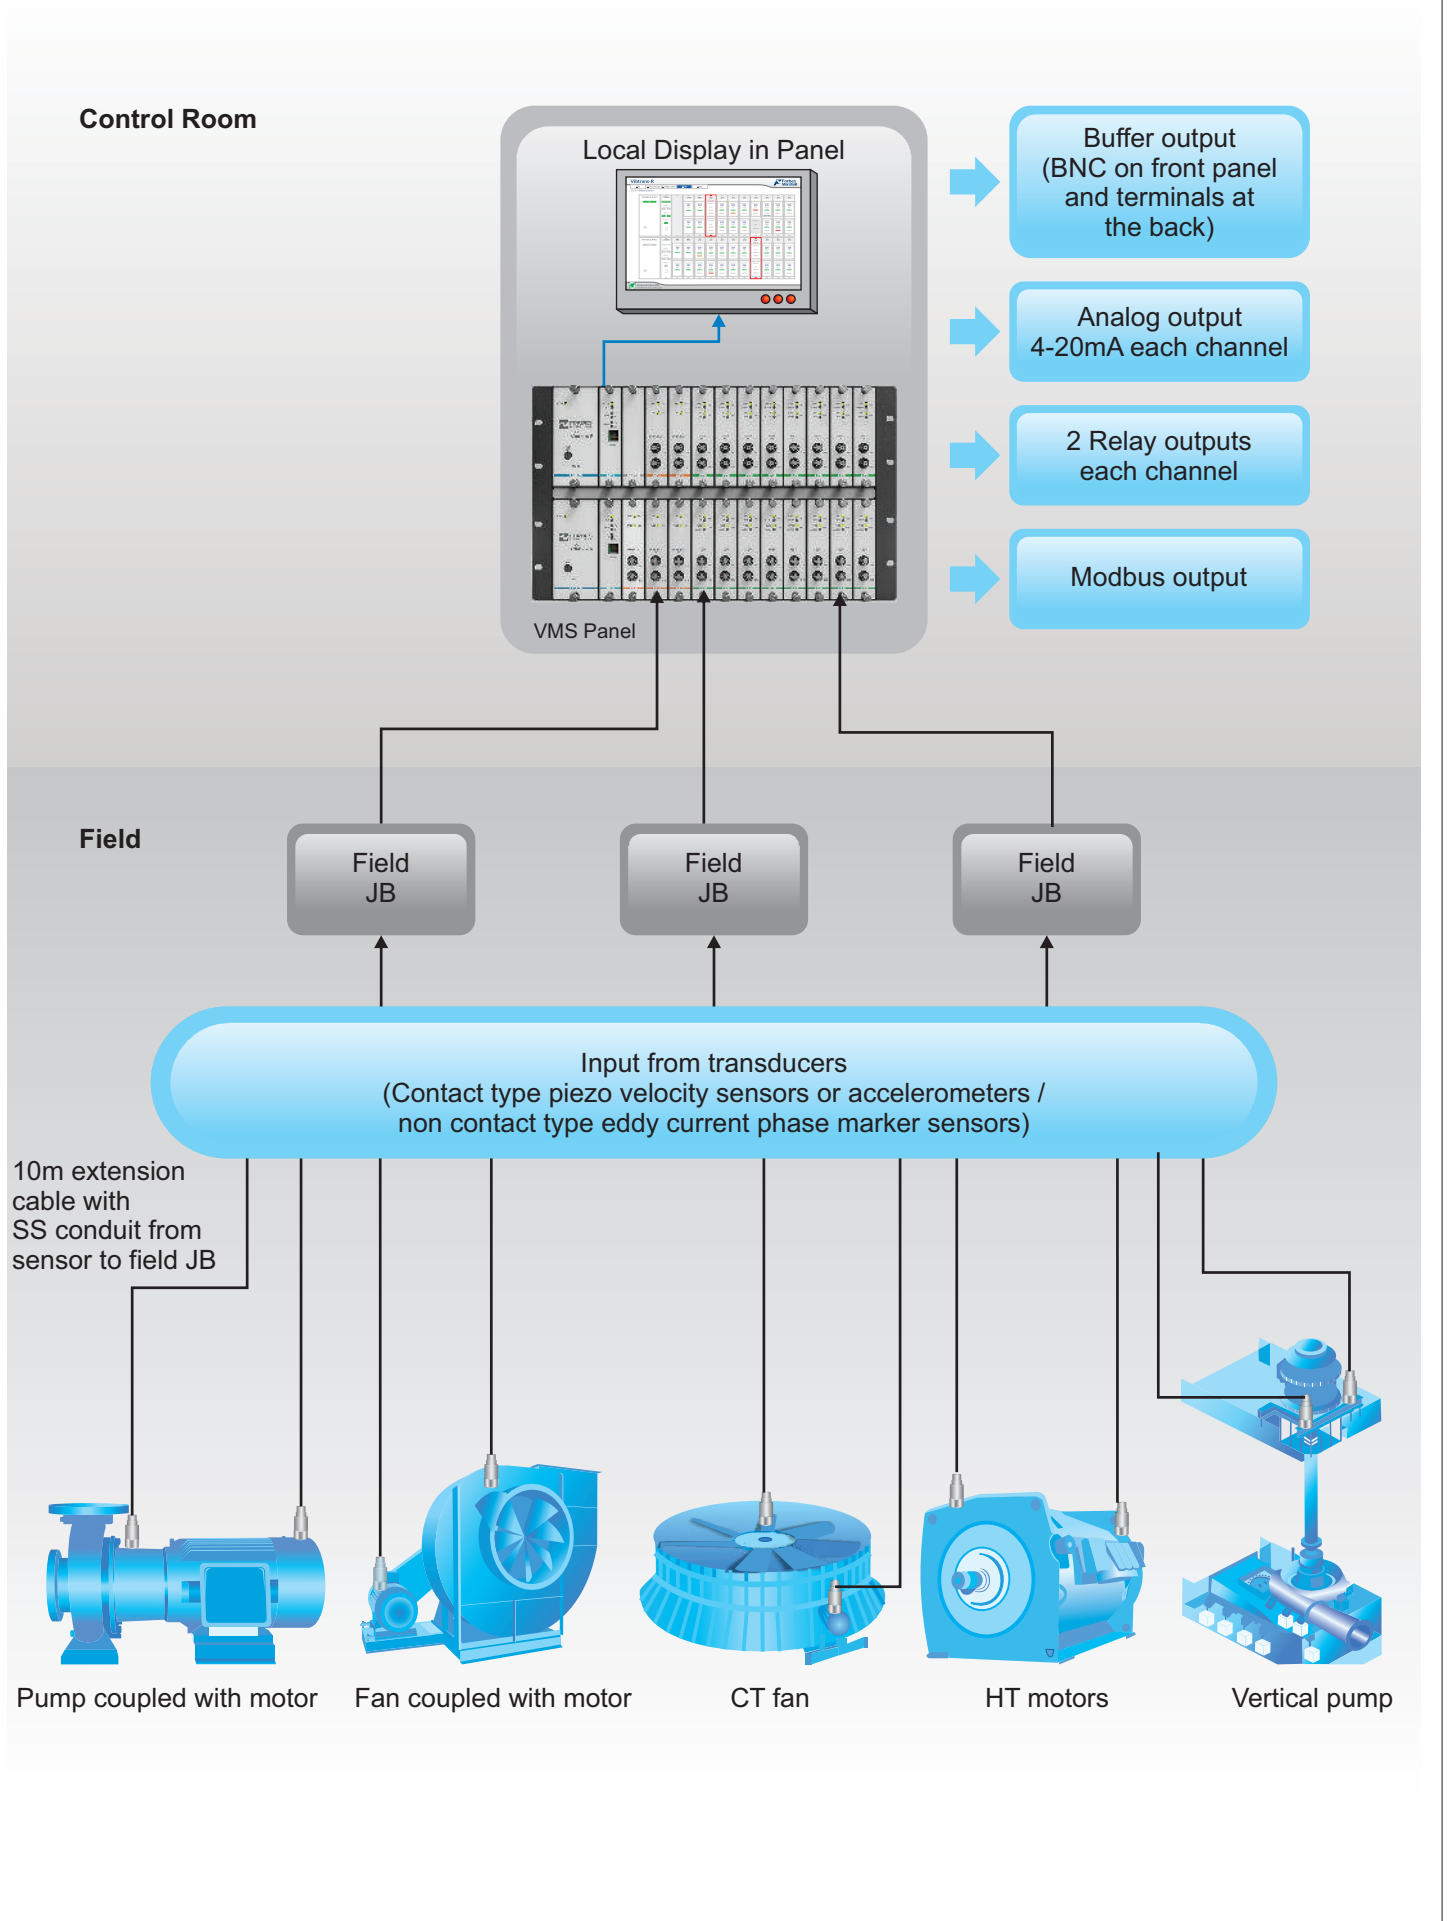 Control Room
Local Display in Panel
Vibtrans-R
Forbes
Marshall
VMS Panel
Buffer output
(BNC on front panel
and terminals at
the back)
Analog output
4-20mA each channel
2 Relay outputs
each channel
Modbus output
Field
Field
JB
Field
JB
Field
JB
Input from transducers
(Contact type piezo velocity sensors or accelerometers /
non contact type eddy current phase marker sensors)
10m extension
cable with
SS conduit from
sensor to field JB
Pump coupled with motor
Fan coupled with motor
CT fan
HT motors
Vertical pump